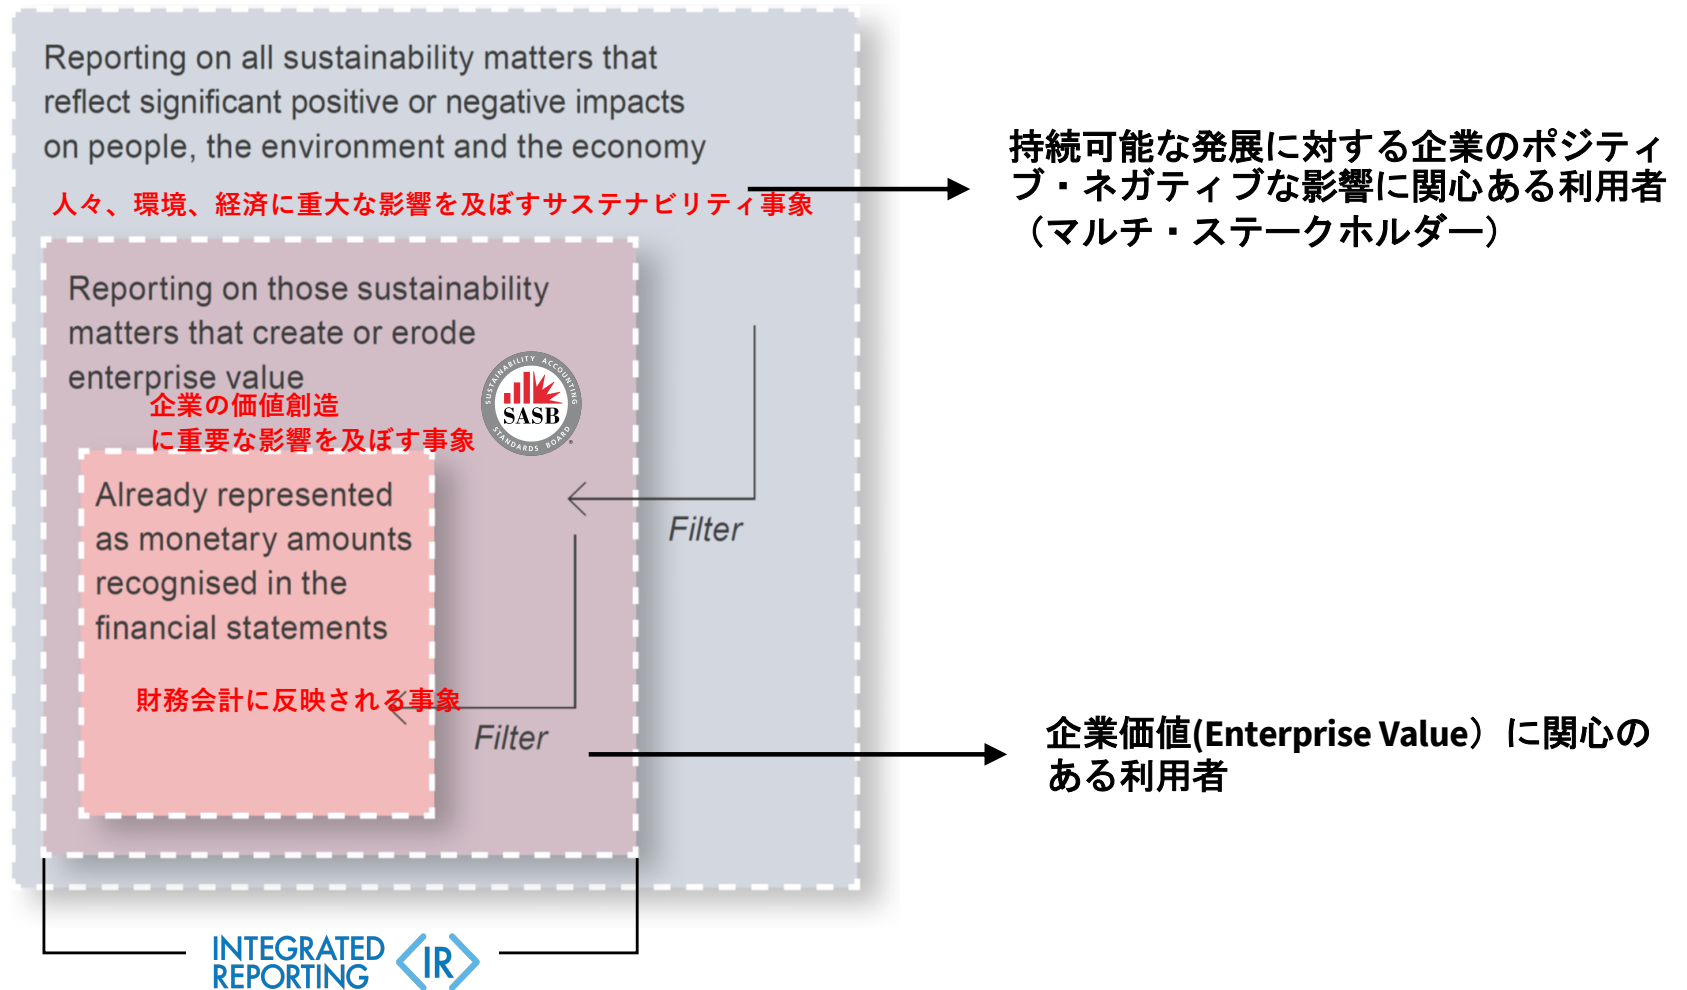 Reporting on all sustainability matters that
reflect significant positive or negative impacts
on people, the environment and the economy
人々、環境、経済に重大な影響を及ぼすサステナビリティ事象
持続可能な発展に対する企業のポジティ
ブ・ネガティブな影響に関心ある利用者
（マルチ・ステークホルダー）
Reporting on those sustainability
matters that create or erode
enterprise value
企業の価値創造
に重要な影響を及ぼす事象
SUSTAINABILITY ACCOUNTING
SASB
STANDARDS BOARD
Already represented
as monetary amounts
recognised in the
financial statements
Filter
財務会計に反映される事象
Filter
企業価値(Enterprise Value）に関心の
ある利用者
INTEGRATED
REPORTING
<IR>